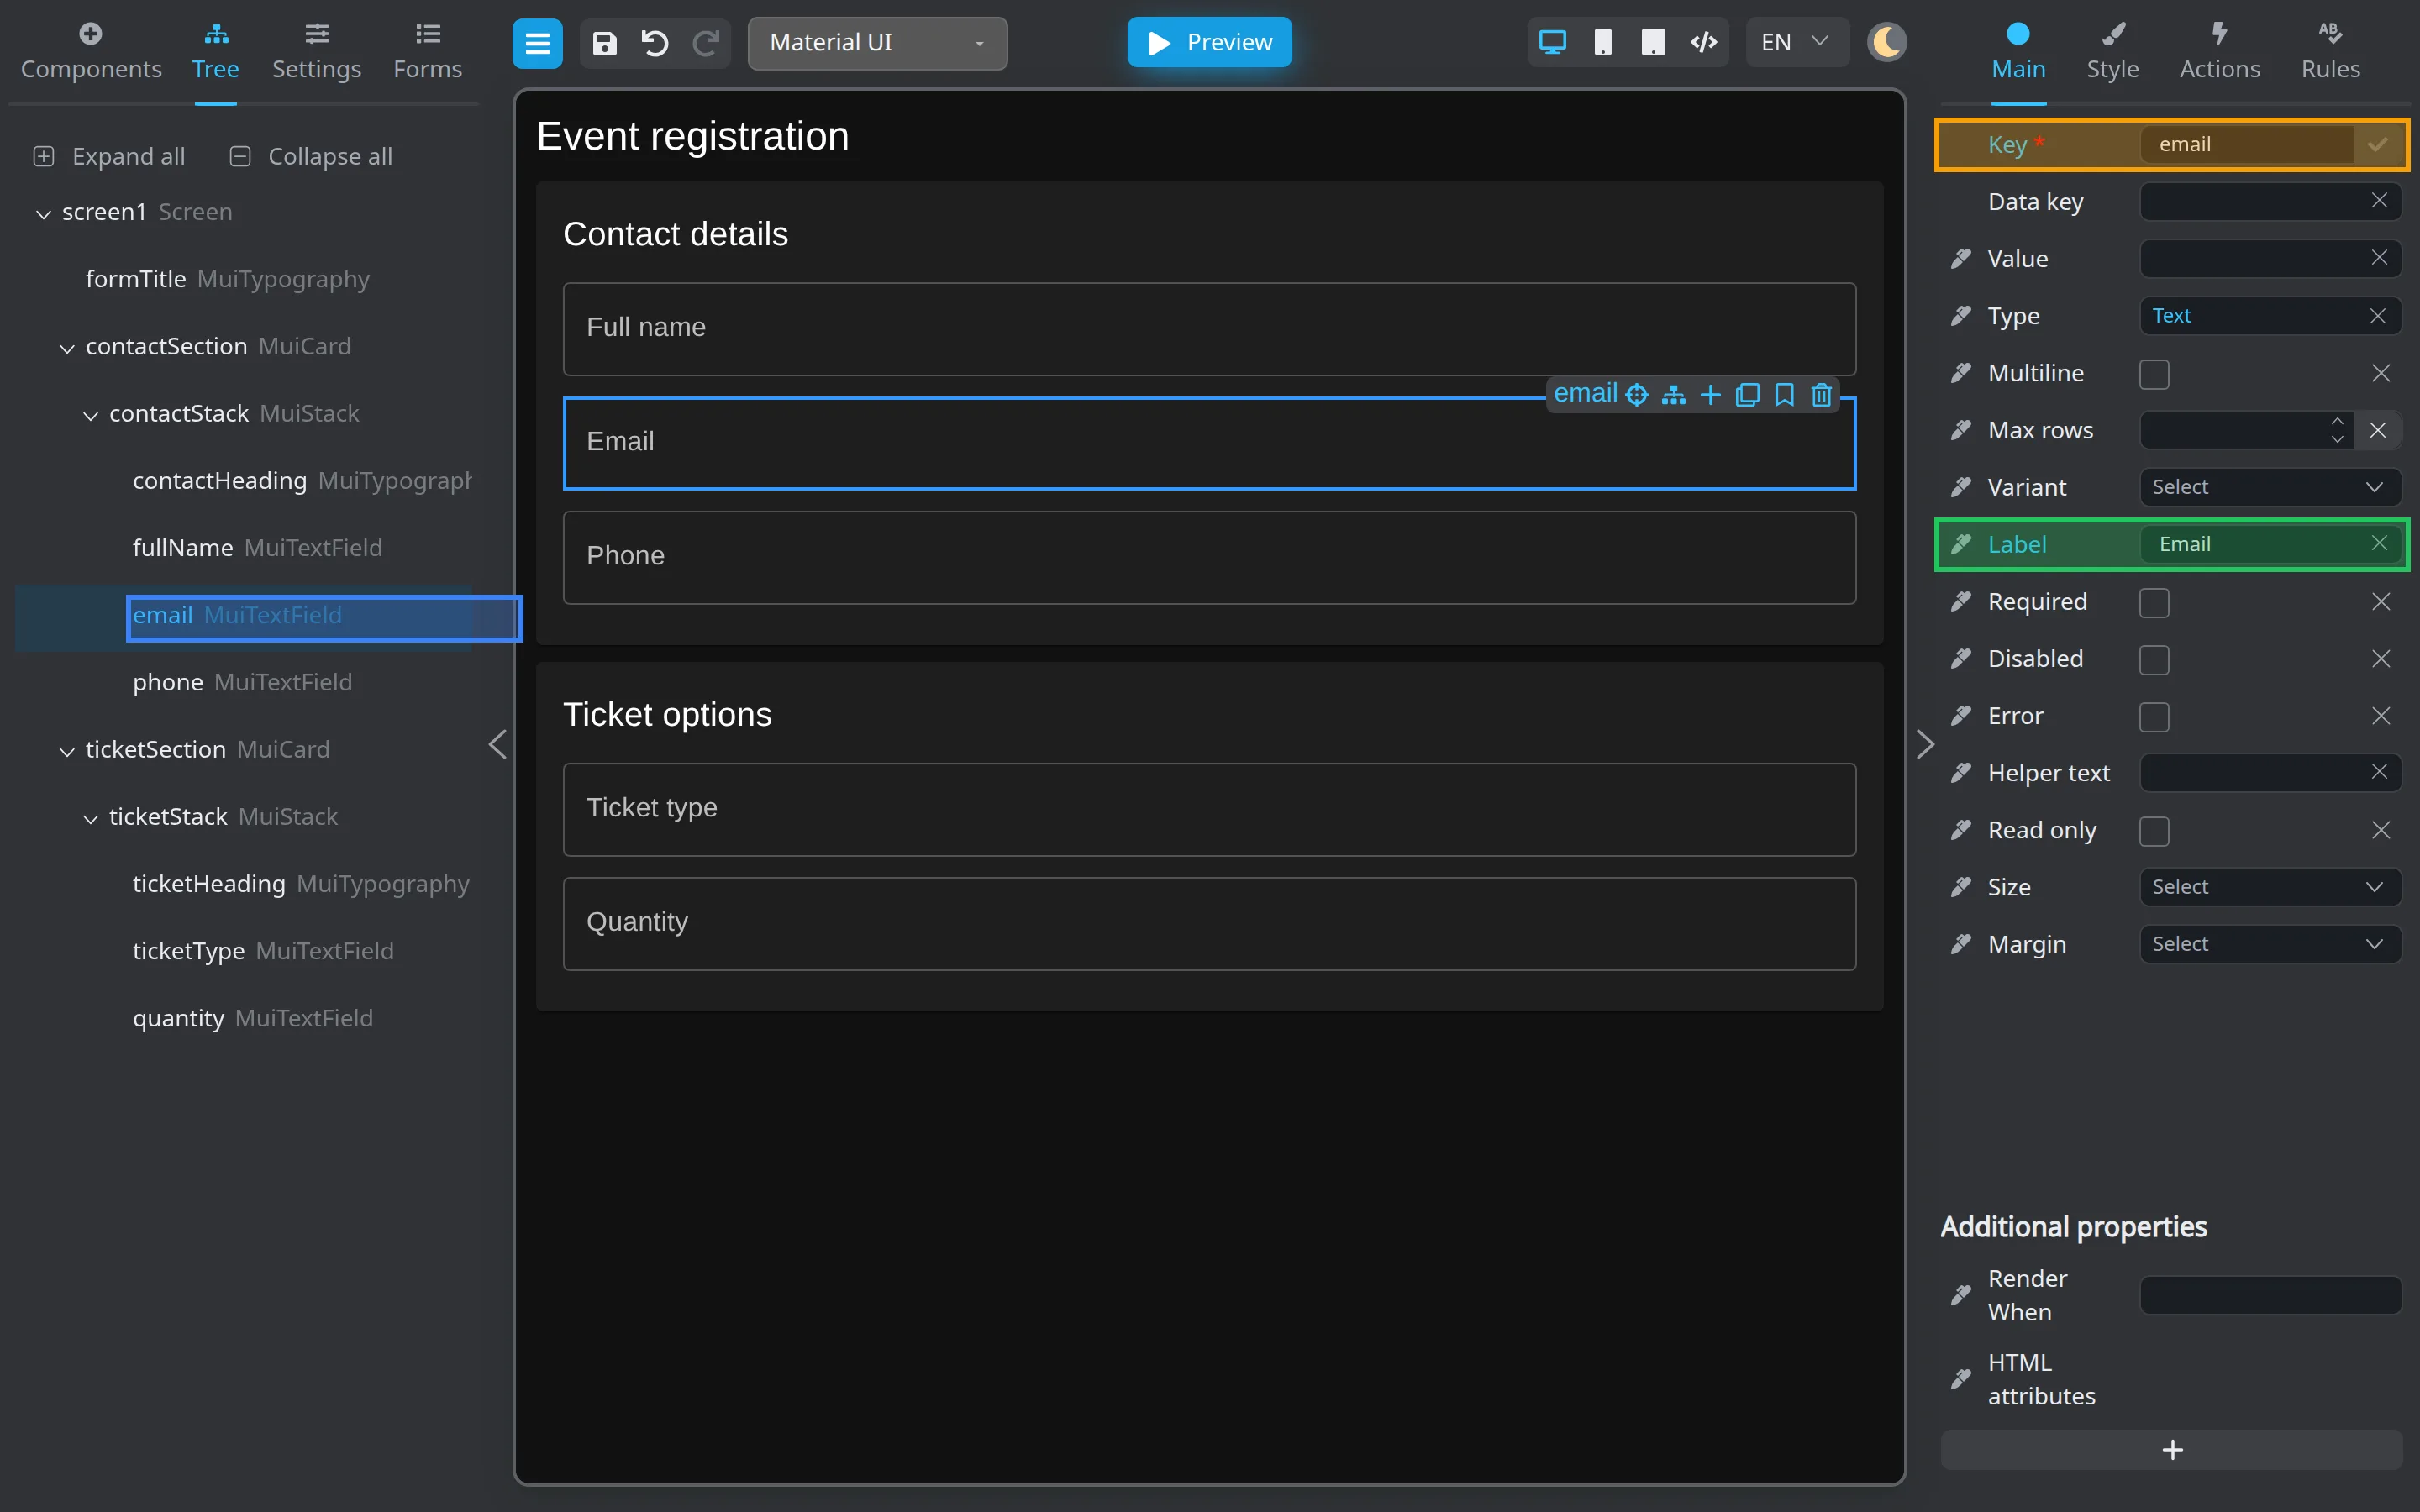 Components Tree Settings Forms
Material UI
Preview
EN
Main Style Actions Rules
Expand all Collapse all
screen1 Screen
formTitle MuiTypography
contactSection MuiCard
contactStack MuiStack
contactHeading MuiTypograph
fullName MuiTextField
email MuiTextField
phone MuiTextField
ticketSection MuiCard
ticketStack MuiStack
ticketHeading MuiTypography
ticketType MuiTextField
quantity MuiTextField
Event registration
Contact details
Full name
email
Email
Phone
Ticket options
Ticket type
Quantity
Key * email
Data key
Value
Type Text
Multiline
Max rows
Variant Select
Label Email
Required
Disabled
Error
Helper text
Read only
Size Select
Margin Select
Additional properties
Render
When
HTML
attributes